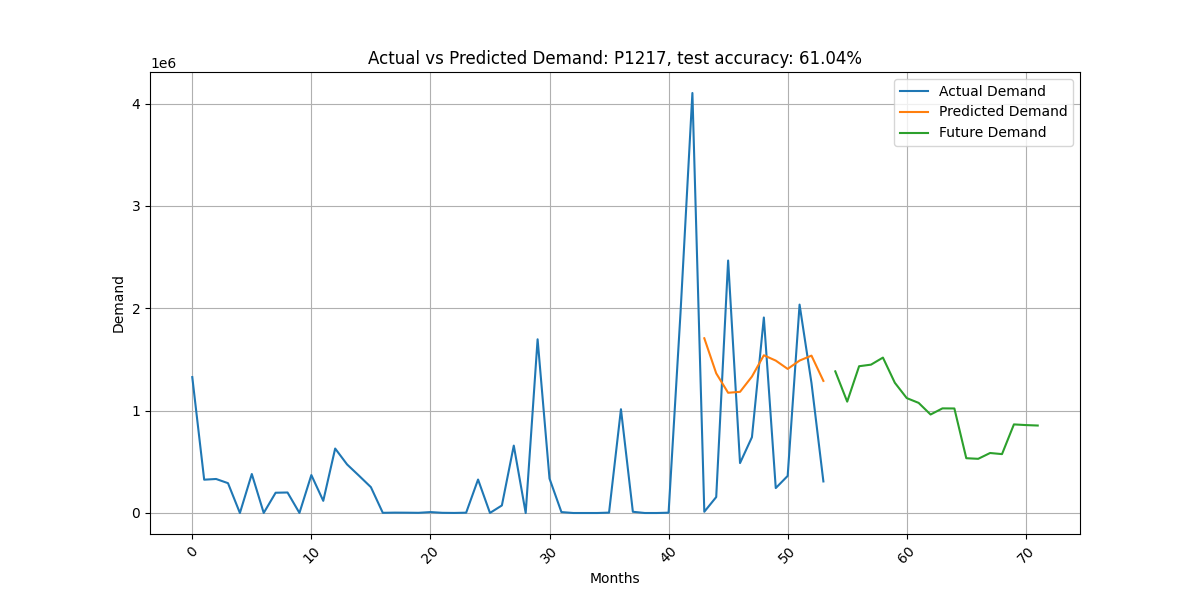 Actual vs Predicted Demand: P1217, test accuracy: 61.04%
1e6
Actual Demand
Predicted Demand
Future Demand
4
3
2
1
0
Demand
0 10 20 30 40 50 60 70
Months